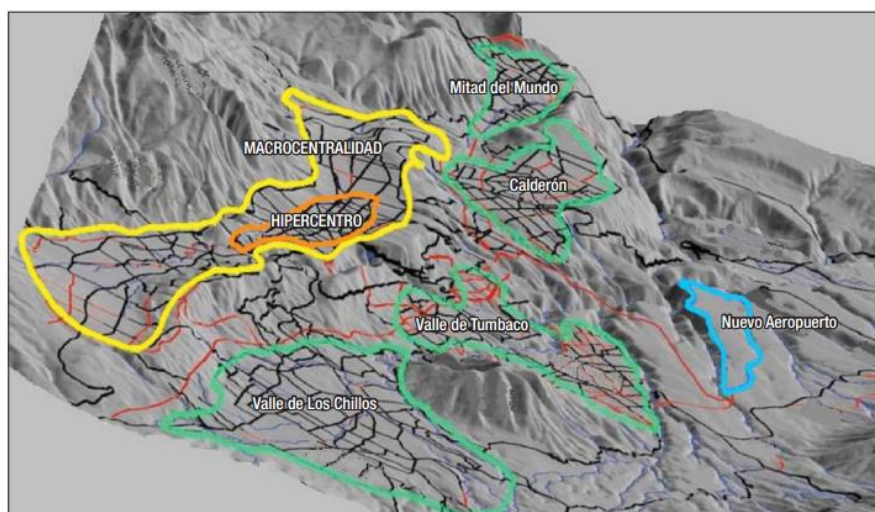 Mitad del Mundo
MACROCENTRALIDAD
Calderón
HIPERCENTRO
Nuevo Aeropuerto
Valle de Tumbaco
Valle de Los Chillos